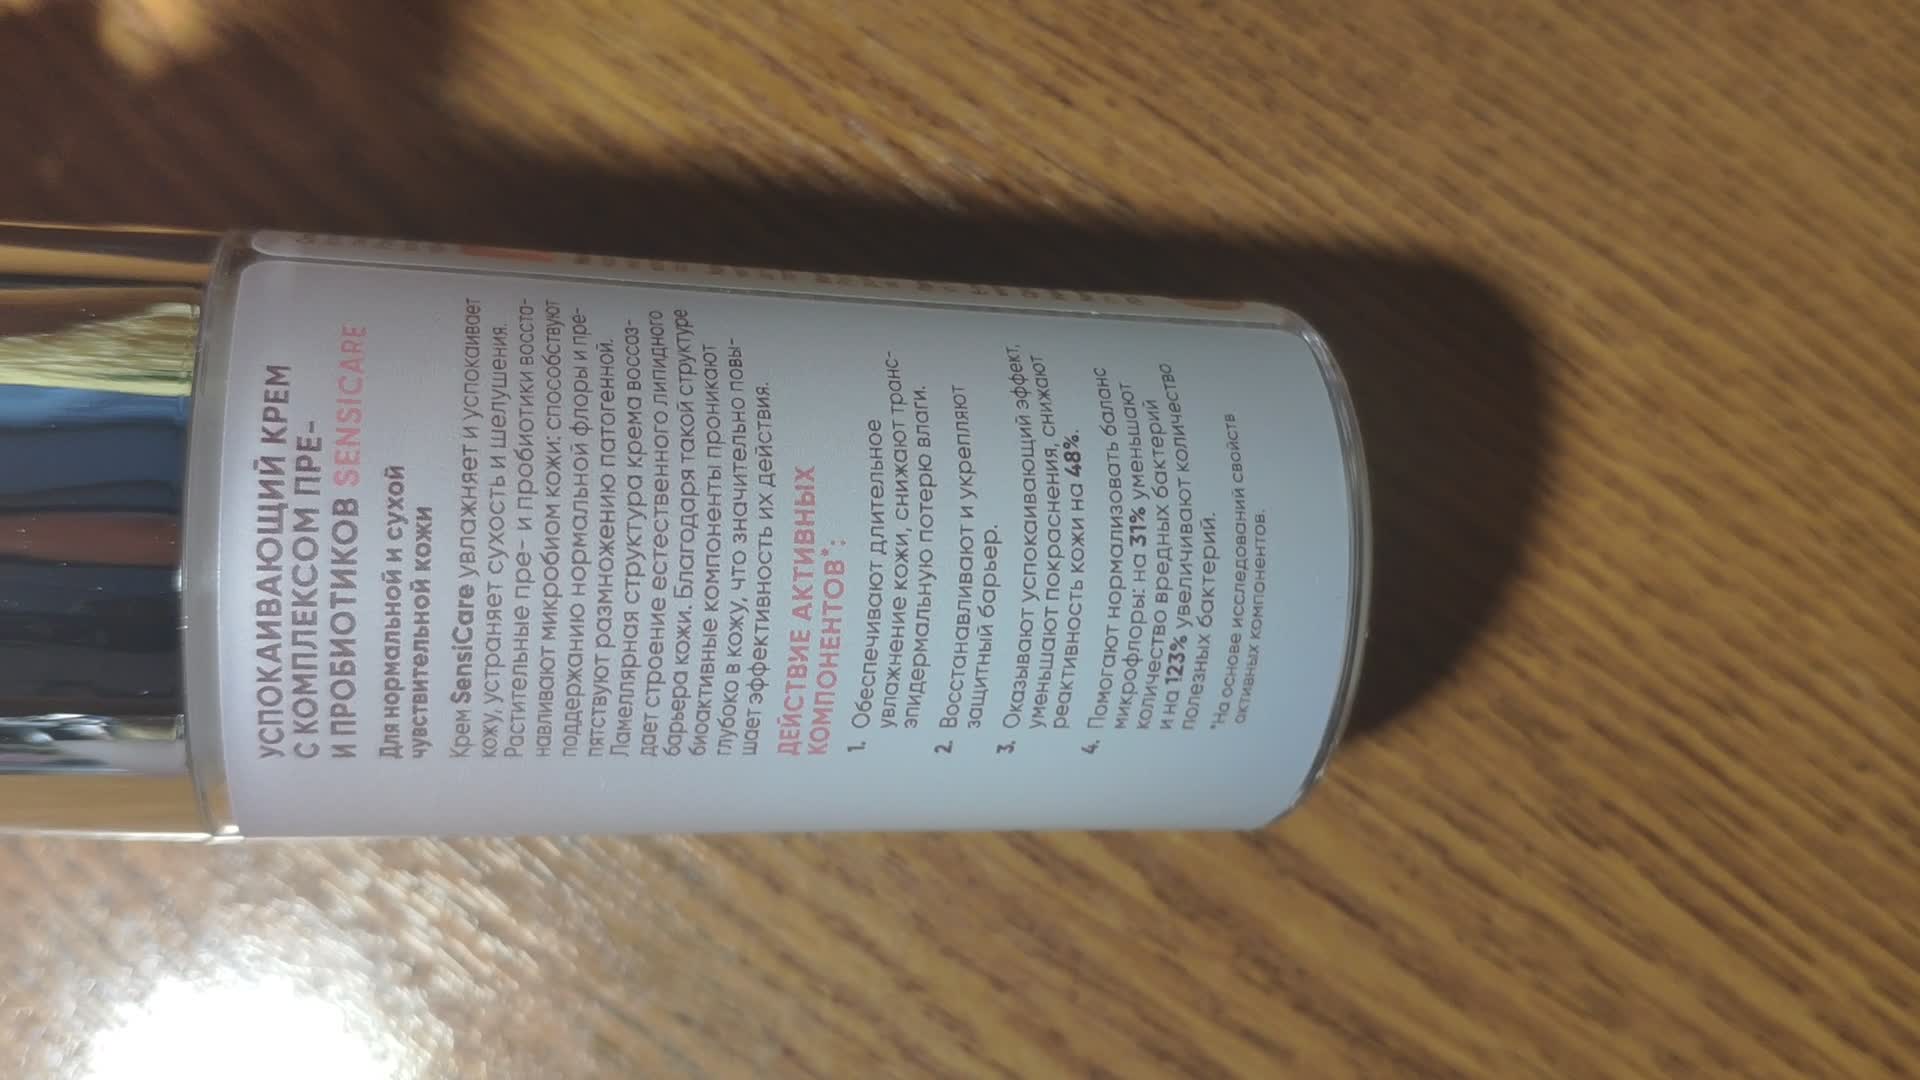 УСПОКАИВАЮЩИЙ КРЕМ
С КОМПЛЕКСОМ ПРЕ-
И ПРОБИОТИКОВ SENSICARE
Для нормальной и сухой
чувствительной кожи
Крем SensiCare увлажняет и успокаивает
кожу, устраняет сухость и шелушения.
Растительные пре- и пробиотики восста-
навливают микробиом кожи: способствуют
поддержанию нормальной флоры и пре-
пятствуют размножению патогенной.
Ламеллярная структура крема воссоз-
дает строение естественного липидного
барьера кожи. Благодаря такой структуре
биоактивные компоненты проникают
глубоко в кожу, что значительно повы-
шает эффективность их действия.
ДЕЙСТВИЕ АКТИВНЫХ
КОМПОНЕНТОВ*:
1. Обеспечивают длительное
увлажнение кожи, снижают транс-
эпидермальную потерю влаги.
2. Восстанавливают и укрепляют
защитный барьер.
3. Оказывают успокаивающий эффект,
уменьшают покраснения, снижают
реактивность кожи на 48%.
4. Помогают нормализовать баланс
микрофлоры: на 31% уменьшают
количество вредных бактерий
и на 123% увеличивают количество
полезных бактерий.
*На основе исследований свойств
активных компонентов.